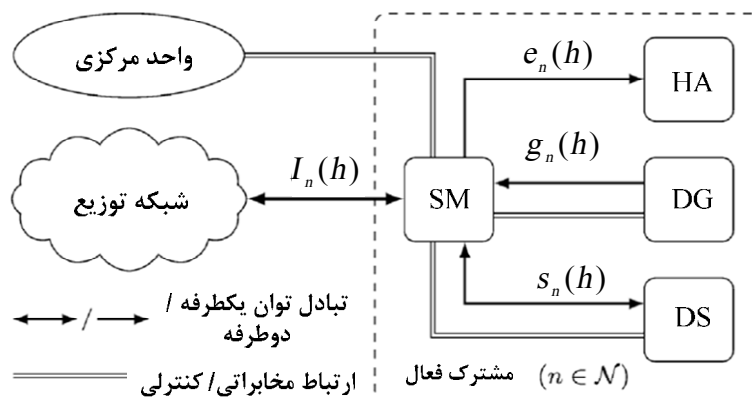 واحد مرکزی
e_n(h)
HA
شبکه توزیع
I_n(h)
SM
g_n(h)
DG
s_n(h)
DS
تبادل توان یکطرفه /
دوطرفه
/
ارتباط مخابراتی/ کنترلی
مشترک فعال (n ∈ 𝒩)